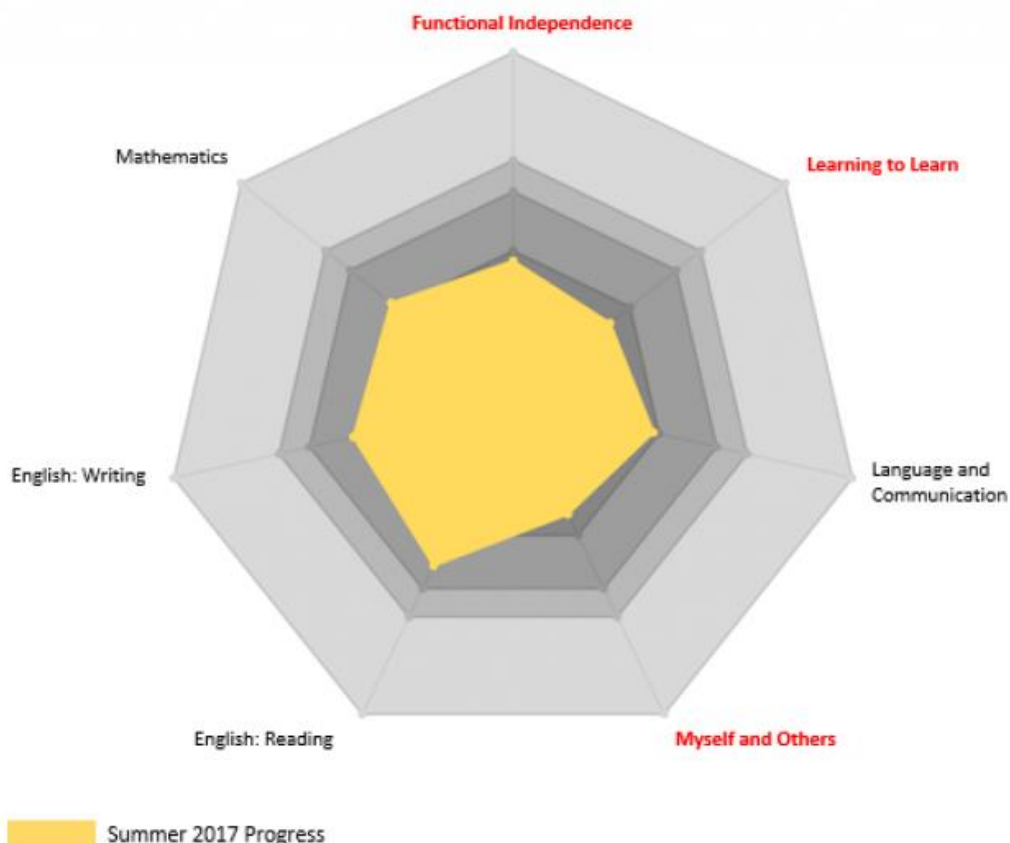 Functional Independence
Mathematics
Learning to Learn
English: Writing
Language and
Communication
English: Reading
Myself and Others
Summer 2017 Progress